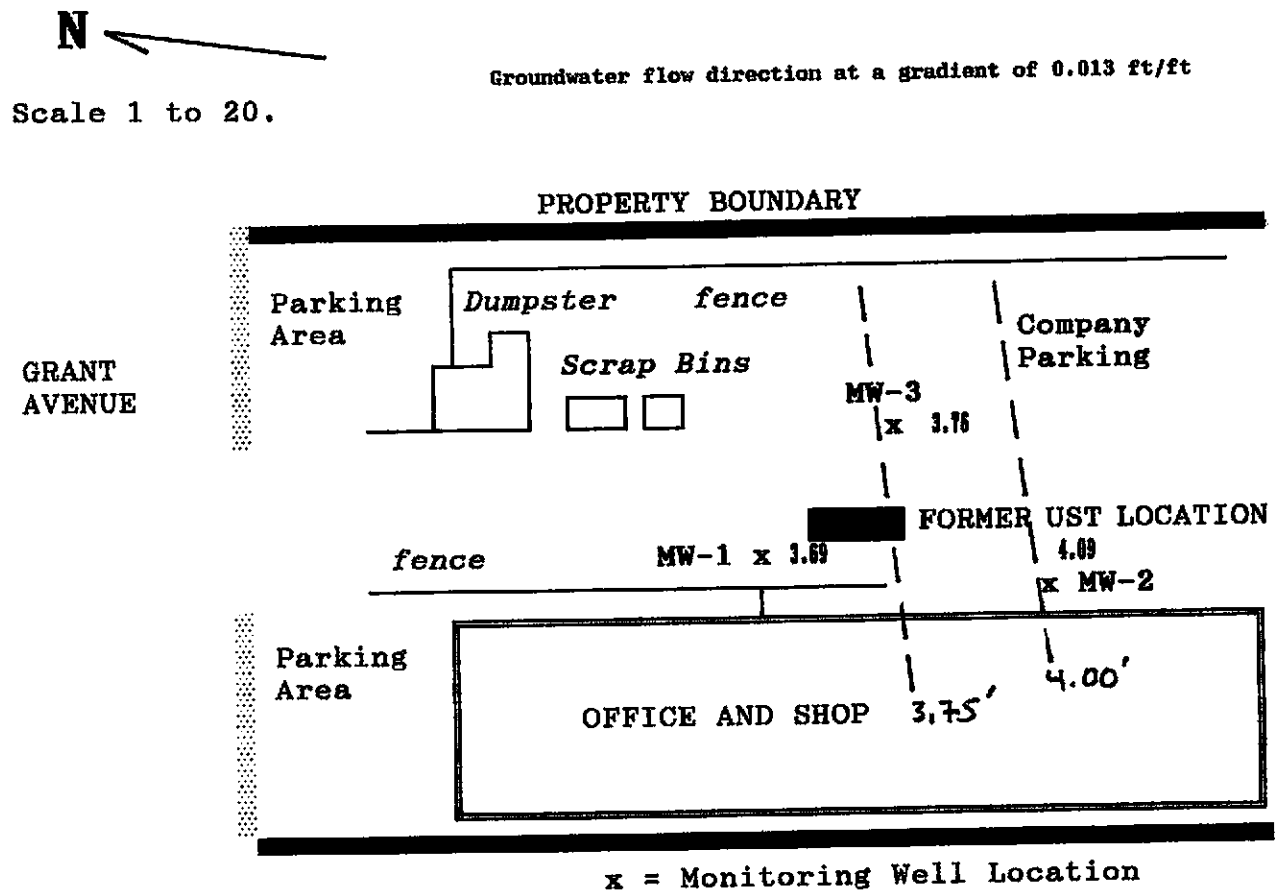 N
Groundwater flow direction at a gradient of 0.013 ft/ft
Scale 1 to 20.
PROPERTY BOUNDARY
Parking
Area
Dumpster
fence
Company
Parking
GRANT
AVENUE
Scrap Bins
MW-3
x 3.76
FORMER UST LOCATION
fence
MW-1 x 3.69
4.09
x MW-2
Parking
Area
OFFICE AND SHOP
3.75'
4.00'
x = Monitoring Well Location